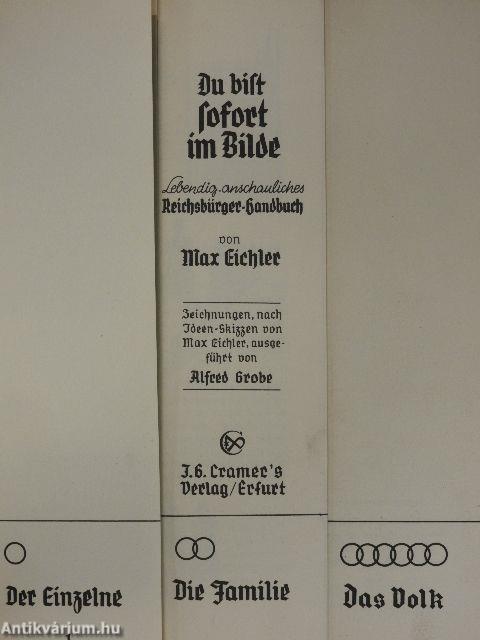 Du bist
sofort
im Bilde
Lebendig-anschauliches
Reichsbürger-Handbuch
von
Max Eichler
Zeichnungen, nach
Ideen-Skizzen von
Max Eichler, ausge-
führt von
Alfred Grobe
J.G. Cramer's
Verlag/Erfurt
Der Einzelne
Die Familie
Das Volk
Antikvárium.hu